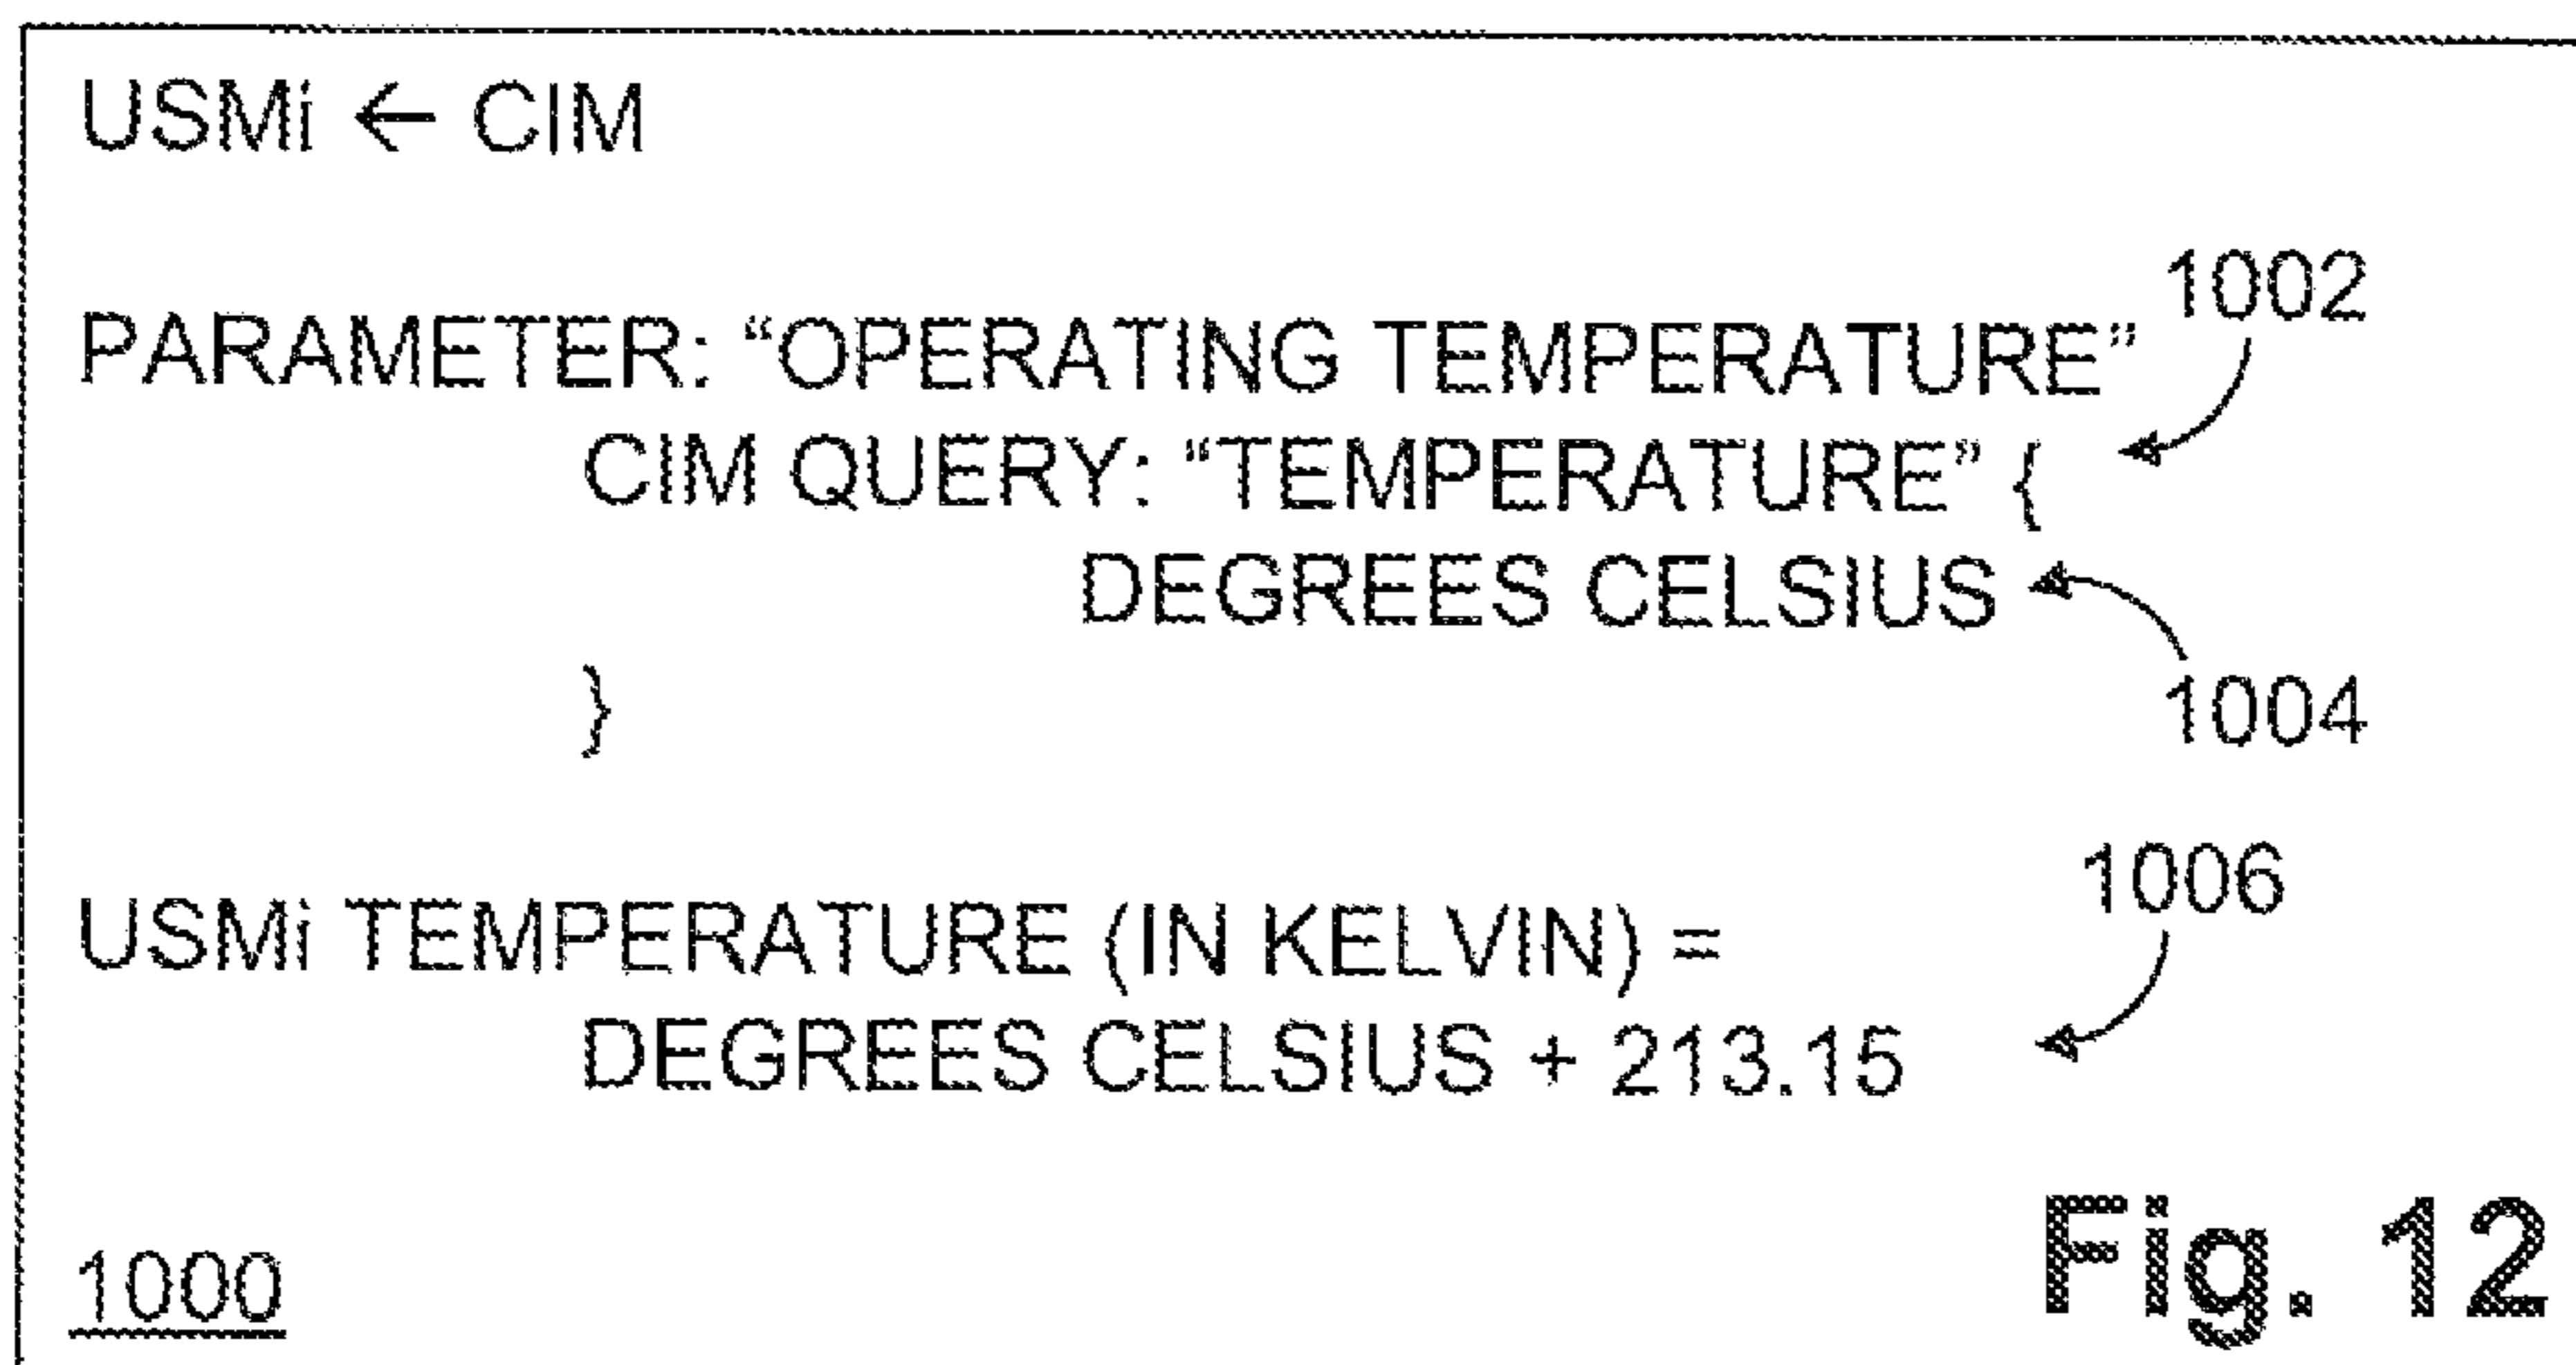 USMi ← CIM
1002
PARAMETER: “OPERATING TEMPERATURE”
CIM QUERY: “TEMPERATURE” {
DEGREES CELSIUS
}
1004
1006
USMi TEMPERATURE (IN KELVIN) =
DEGREES CELSIUS + 213.15
1000
Fig. 12